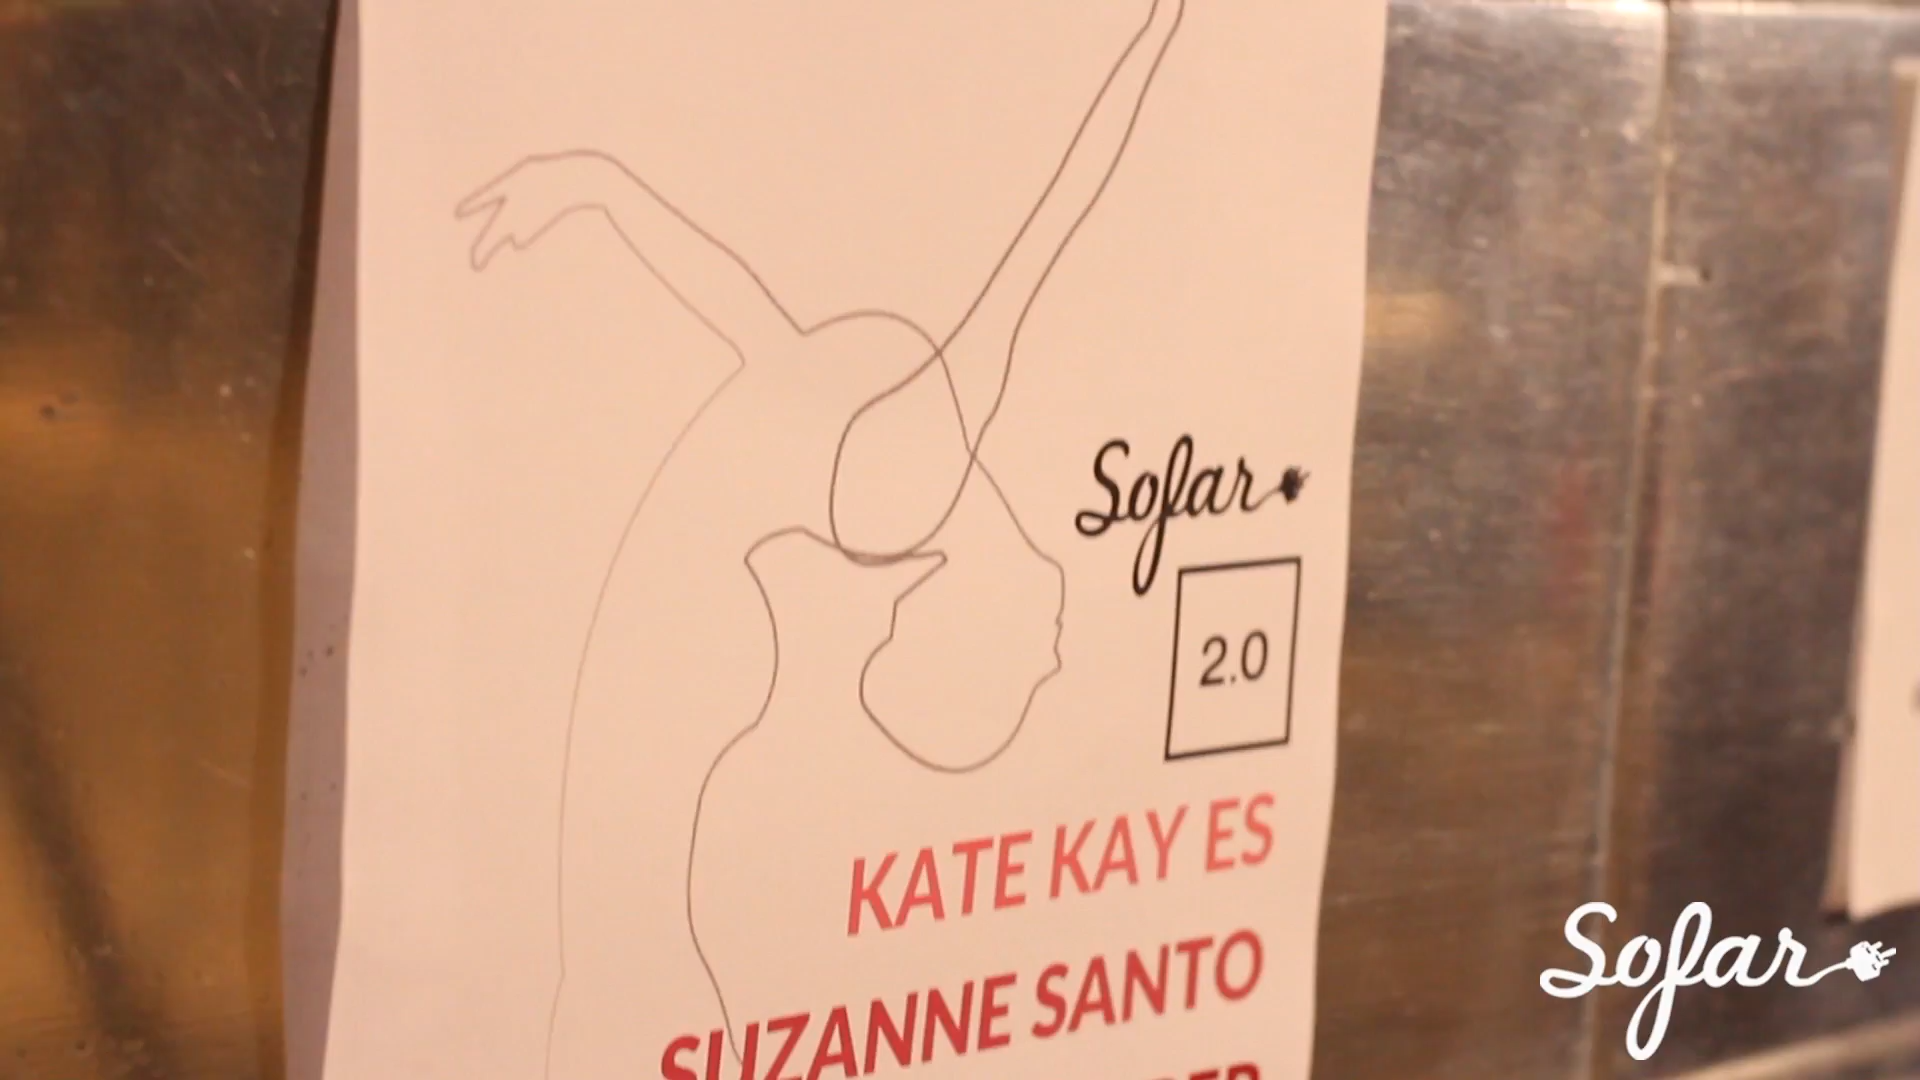 Sofar
2.0
KATE KAY ES
SUZANNE SANTO
Sofar